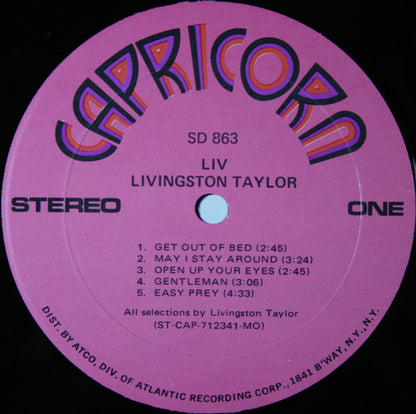 CAPRICORN
SD 863
LIV
LIVINGSTON TAYLOR
STEREO
ONE
1. GET OUT OF BED (2:45)
2. MAY I STAY AROUND (3:24)
3. OPEN UP YOUR EYES (2:45)
4. GENTLEMAN (3:06)
5. EASY PREY (4:33)
All selections by Livingston Taylor
(ST-CAP-712341-MO)
DIST. BY ATCO, DIV. OF ATLANTIC RECORDING CORP., 1841 B'WAY, N.Y., N.Y.